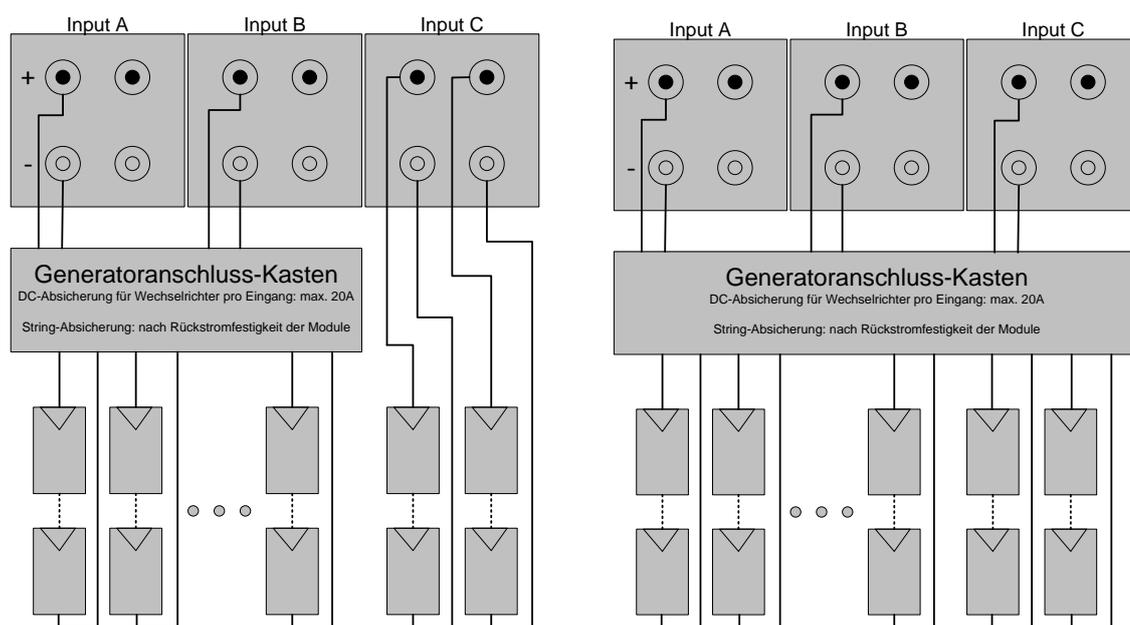 Input A Input B Input C
+
-
Generatoranschluss-Kasten
DC-Absicherung für Wechselrichter pro Eingang: max. 20A
String-Absicherung: nach Rückstromfestigkeit der Module
Input A Input B Input C
+
-
Generatoranschluss-Kasten
DC-Absicherung für Wechselrichter pro Eingang: max. 20A
String-Absicherung: nach Rückstromfestigkeit der Module